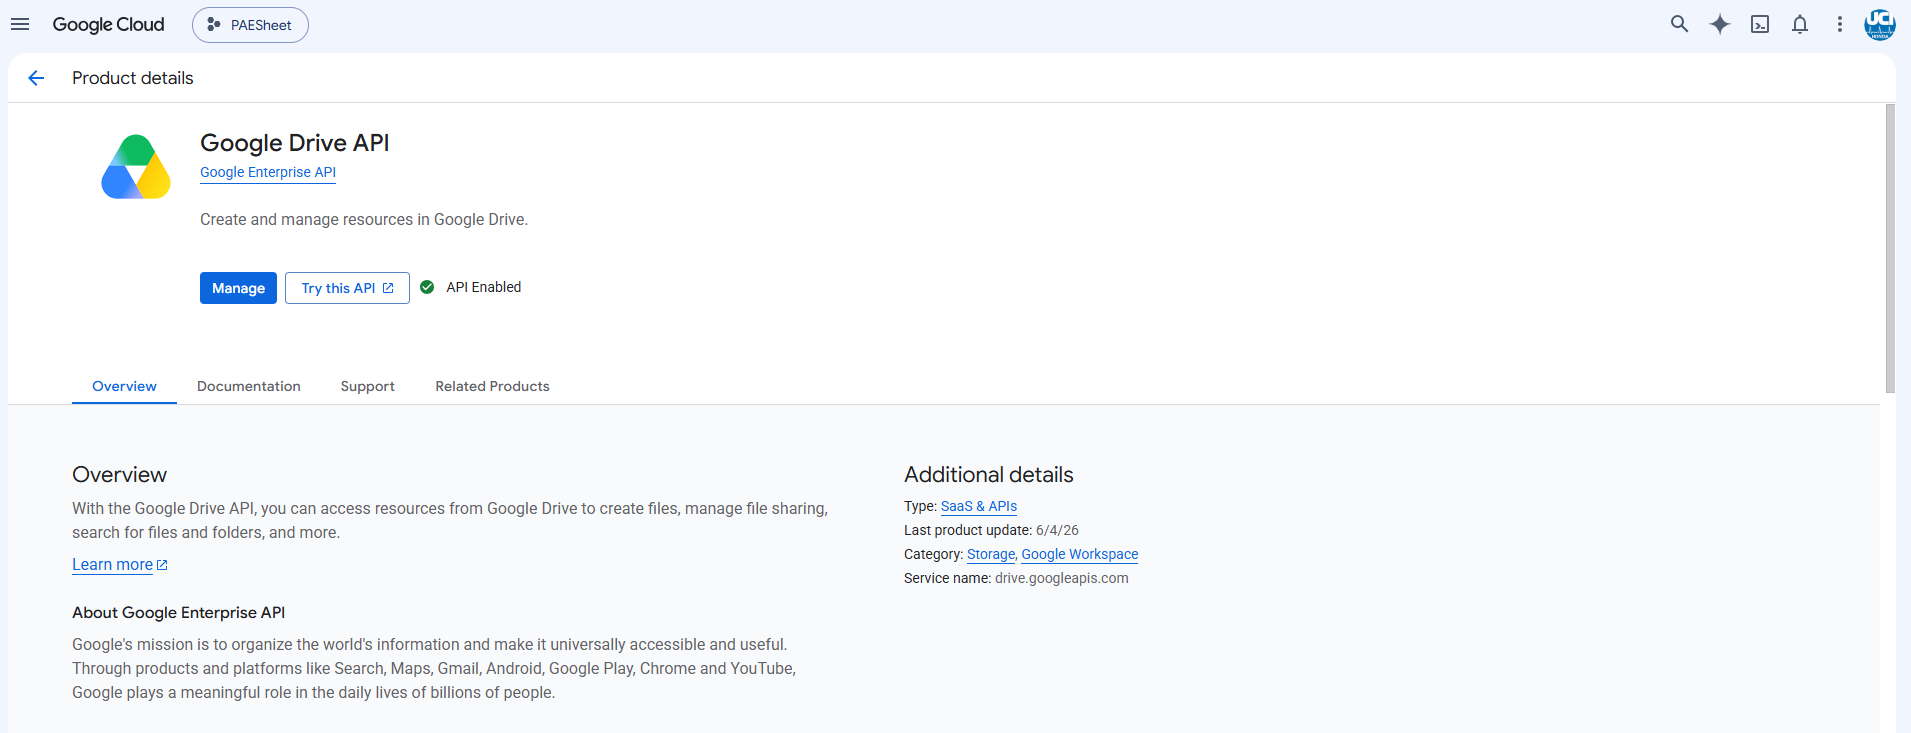 Google Cloud
PAESheet
UCI
HONDA
Product details
Google Drive API
Google Enterprise API
Create and manage resources in Google Drive.
Manage
Try this API
API Enabled
Overview
Documentation
Support
Related Products
Overview
With the Google Drive API, you can access resources from Google Drive to create files, manage file sharing,
search for files and folders, and more.
Learn more
About Google Enterprise API
Google's mission is to organize the world's information and make it universally accessible and useful.
Through products and platforms like Search, Maps, Gmail, Android, Google Play, Chrome and YouTube,
Google plays a meaningful role in the daily lives of billions of people.
Additional details
Type: SaaS & APIs
Last product update: 6/4/26
Category: Storage, Google Workspace
Service name: drive.googleapis.com